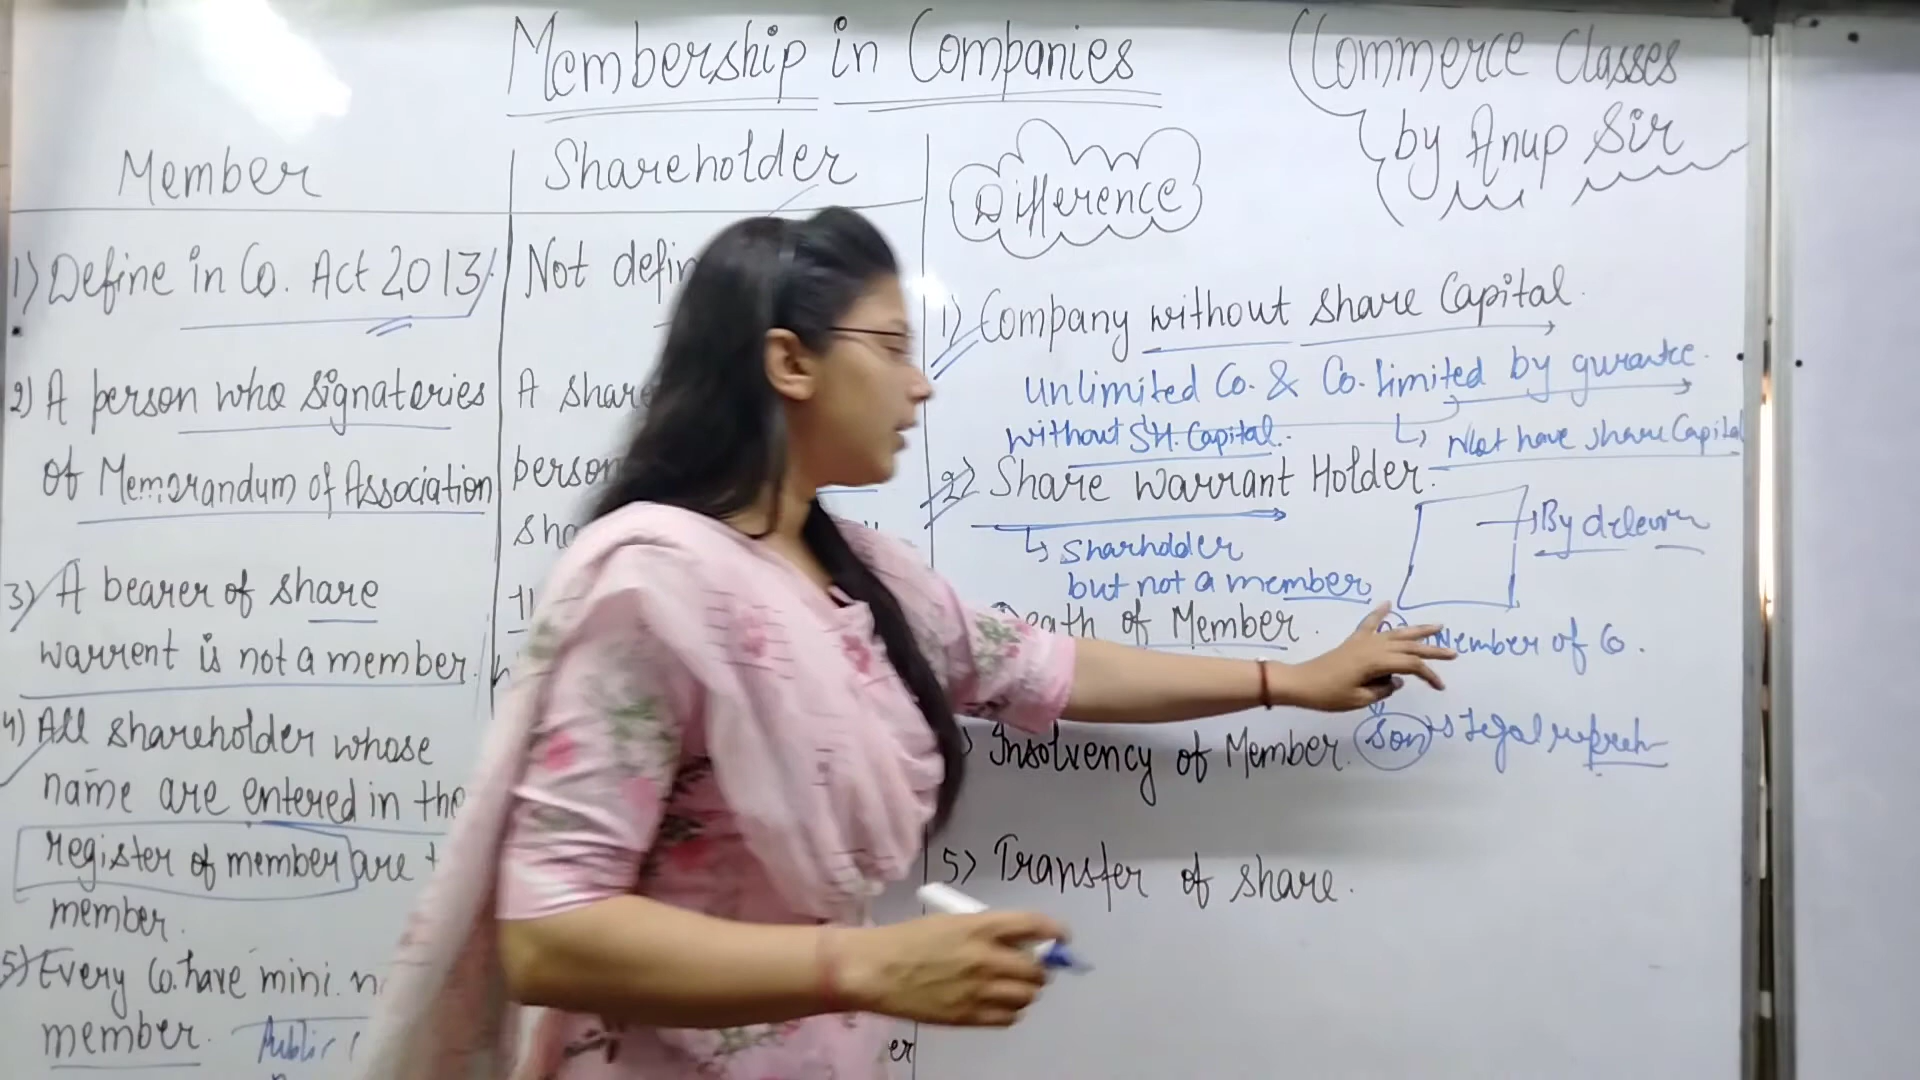 Membership in Companies
Commerce Classes
by Anup Sir
Member
1) Define in Co. Act 2013
2) A person who signatories
of Memorandum of Association
3) A bearer of share
warrent is not a member.
4) All shareholder whose
name are entered in the
register of member are
member.
5) Every Co. have mini.
member.
Public
Shareholder
Not defin
A share
person
sha
er
Difference
1) Company without share Capital.
Unlimited Co. & Co. limited by gurantee.
without SH. Capital.
Not have share Capital
2) Share Warrant Holder.
Sharholder
but not a member
By
eath of Member.
Member of Co.
Insolvency of Member.
Son Legal
5) Transfer of share.